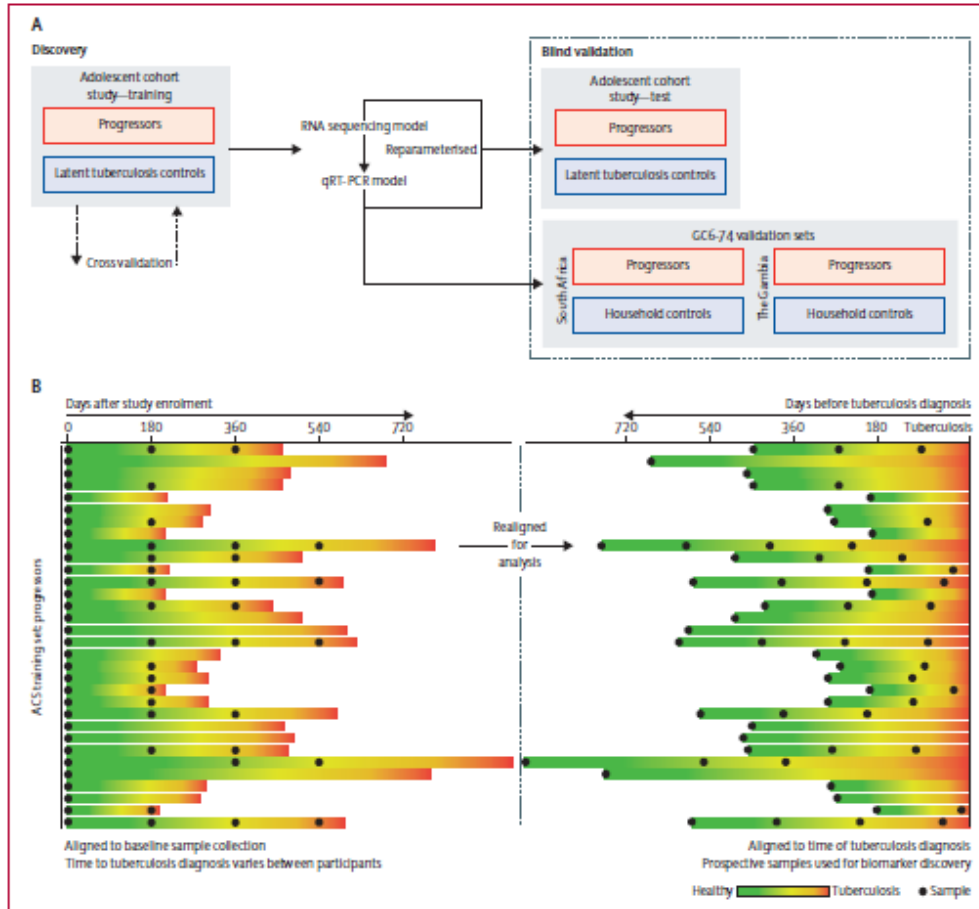 A
Discovery
Adolescent cohort
study—training
Progressors
Latent tuberculosis controls
Cross validation
RNA sequencing model
Reparameterised
qRT-PCR model
Blind validation
Adolescent cohort
study—test
Progressors
Latent tuberculosis controls
GC6-74 validation sets
South Africa
Progressors
Household controls
The Gambia
Progressors
Household controls
B
Days after study enrolment
0 180 360 540 720
Days before tuberculosis diagnosis
720 540 360 180 Tuberculosis
ACS training set: progressors
Realigned
for
analysis
Aligned to baseline sample collection
Time to tuberculosis diagnosis varies between participants
Aligned to time of tuberculosis diagnosis
Prospective samples used for biomarker discovery
Healthy Tuberculosis Sample